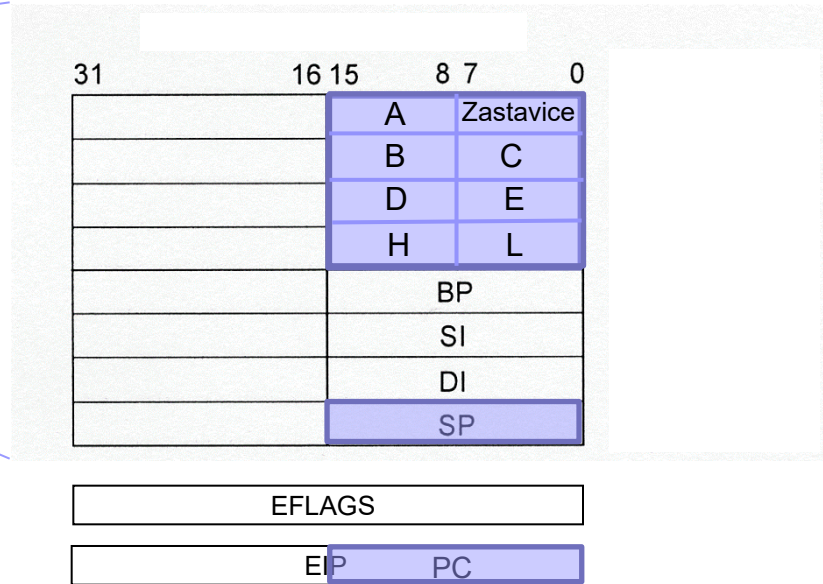 31 16 15 8 7 0
A Zastavice
B C
D E
H L
BP
SI
DI
SP
EFLAGS
EIP PC